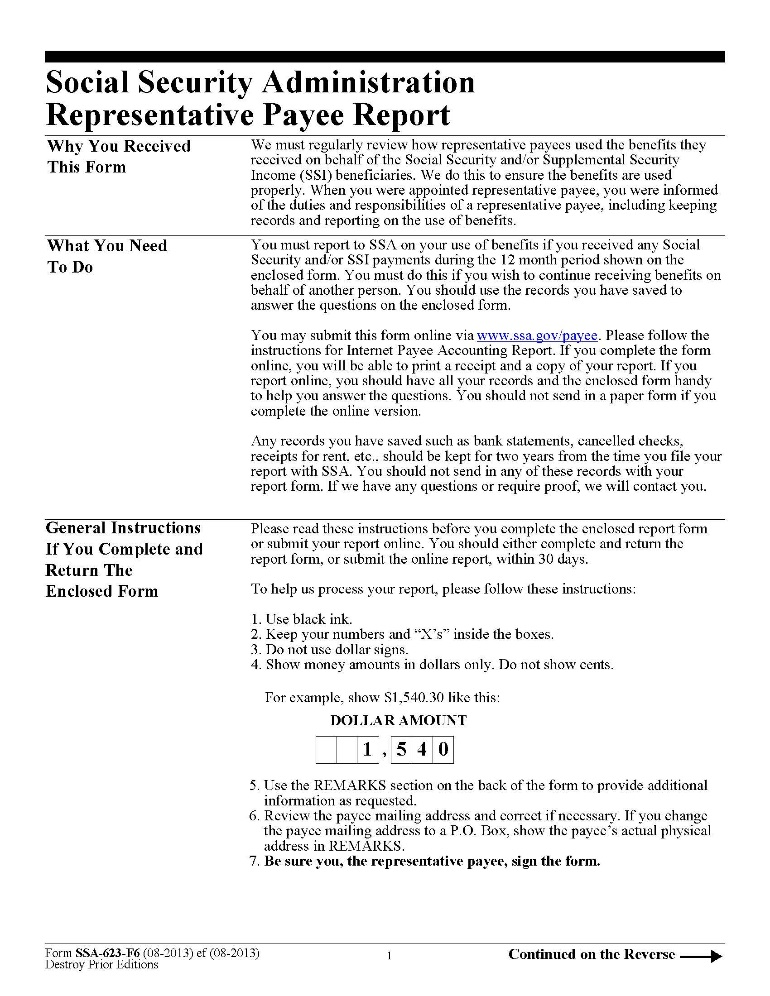 Social Security Administration
Representative Payee Report
Why You Received
This Form
We must regularly review how representative payees used the benefits they
received on behalf of the Social Security and/or Supplemental Security
Income (SSI) beneficiaries. We do this to ensure the benefits are used
properly. When you were appointed representative payee, you were informed
of the duties and responsibilities of a representative payee, including keeping
records and reporting on the use of benefits.
What You Need
To Do
You must report to SSA on your use of benefits if you received any Social
Security and/or SSI payments during the 12 month period shown on the
enclosed form. You must do this if you wish to continue receiving benefits on
behalf of another person. You should use the records you have saved to
answer the questions on the enclosed form.
You may submit this form online via www.ssa.gov/payee. Please follow the
instructions for Internet Payee Accounting Report. If you complete the form
online, you will be able to print a receipt and a copy of your report. If you
report online, you should have all your records and the enclosed form handy
to help you answer the questions. You should not send in a paper form if you
complete the online version.
Any records you have saved such as bank statements, cancelled checks,
receipts for rent, etc., should be kept for two years from the time you file your
report with SSA. You should not send in any of these records with your
report form. If we have any questions or require proof, we will contact you.
General Instructions
If You Complete and
Return The
Enclosed Form
Please read these instructions before you complete the enclosed report form
or submit your report online. You should either complete and return the
report form, or submit the online report, within 30 days.
To help us process your report, please follow these instructions:
1. Use black ink.
2. Keep your numbers and “X’s” inside the boxes.
3. Do not use dollar signs.
4. Show money amounts in dollars only. Do not show cents.
For example, show $1,540.30 like this:
DOLLAR AMOUNT
1,540
5. Use the REMARKS section on the back of the form to provide additional
information as requested.
6. Review the payee mailing address and correct if necessary. If you change
the payee mailing address to a P.O. Box, show the payee's actual physical
address in REMARKS.
7. Be sure you, the representative payee, sign the form.
Form SSA-623-F6 (08-2013) ef (08-2013)
Destroy Prior Editions
1
Continued on the Reverse